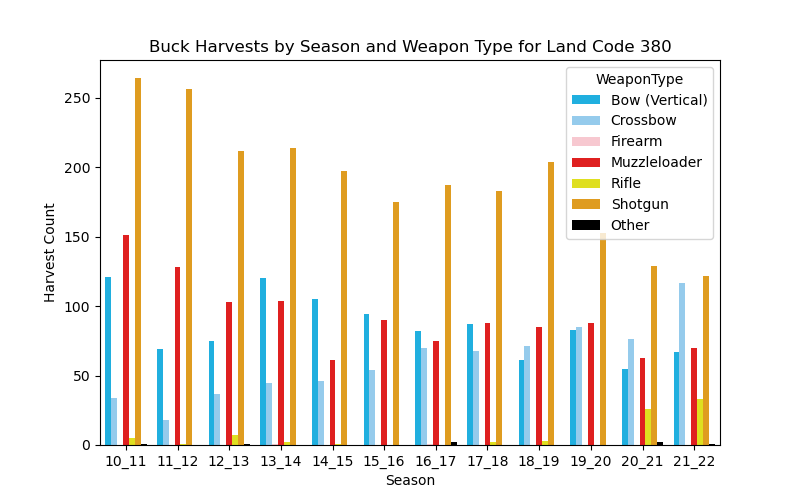 Buck Harvests by Season and Weapon Type for Land Code 380
WeaponType
Bow (Vertical)
Crossbow
Firearm
Muzzleloader
Rifle
Shotgun
Other
Harvest Count
250
200
150
100
50
0
10_11 11_12 12_13 13_14 14_15 15_16 16_17 17_18 18_19 19_20 20_21 21_22
Season